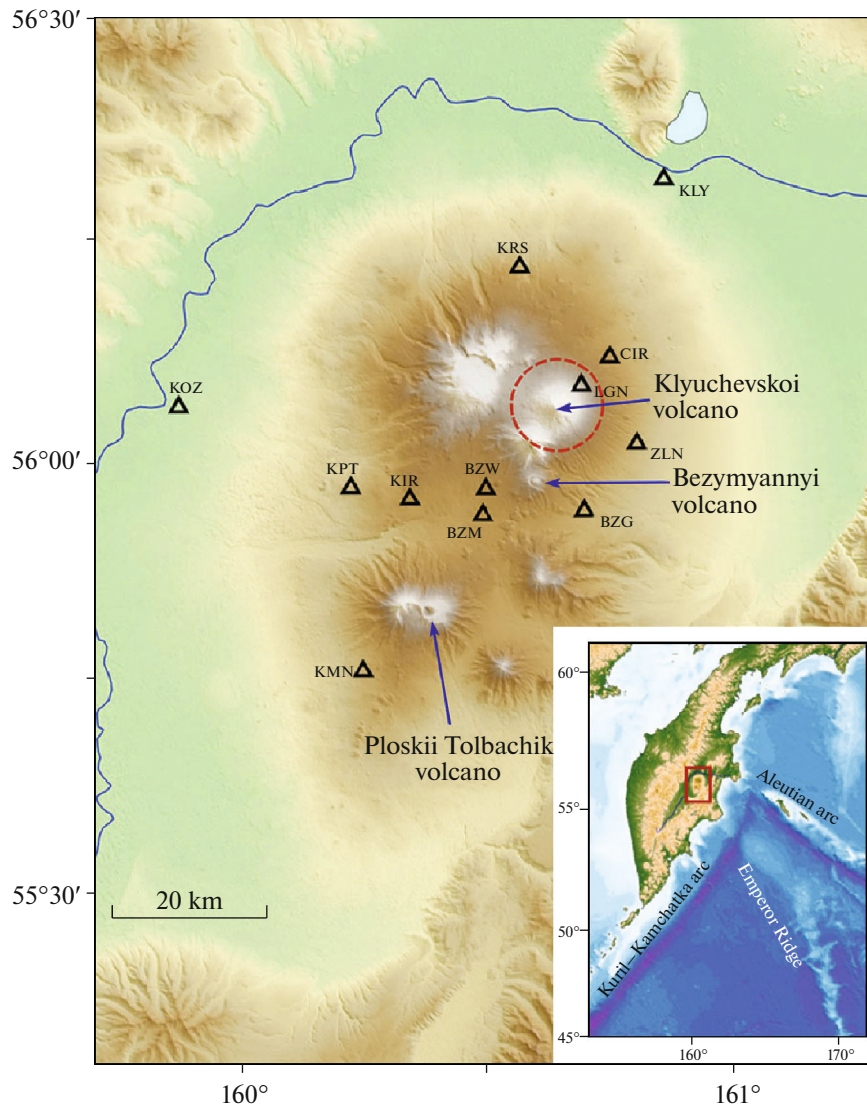 56°30′
KLY
KRS
CIR
LGN
Klyuchevskoi
volcano
KOZ
56°00′
ZLN
KPT
KIR
BZW
Bezymyannyi
volcano
BZM
BZG
KMN
Ploskii Tolbachik
volcano
55°30′
20 km
160°
161°
60°
55°
50°
45°
160°
170°
Aleutian arc
Kuril–Kamchatka arc
Emperor Ridge